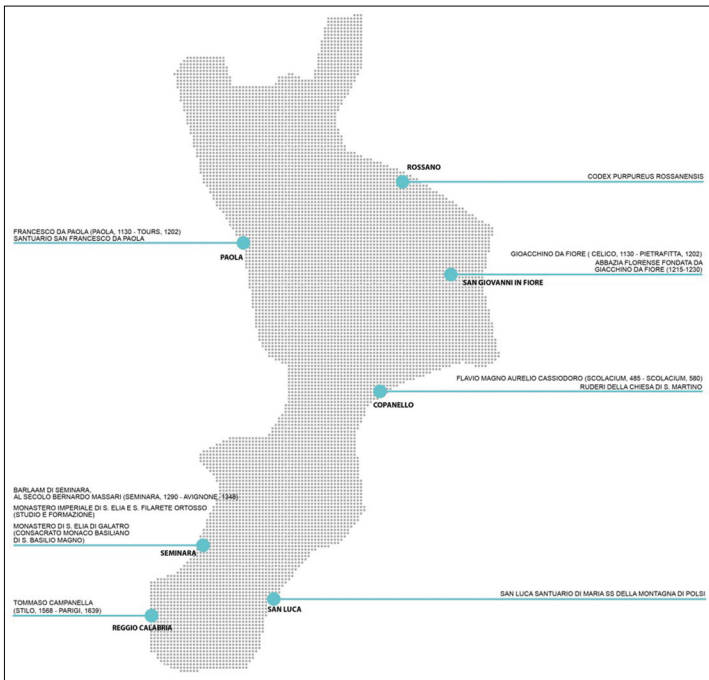 ROSSANO
CODEX PURPUREUS ROSSANENSIS
FRANCESCO DA PAOLA (PAOLA, 1130 - TOURS, 1202)
SANTUARIO SAN FRANCESCO DA PAOLA
PAOLA
GIOACCHINO DA FIORE ( CELICO, 1130 - PIETRAFITTA, 1202)
ABBAZIA FLORENSE FONDATA DA
GIACCHINO DA FIORE (1215-1230)
SAN GIOVANNI IN FIORE
FLAVIO MAGNO AURELIO CASSIODORO (SCOLACIUM, 485 - SCOLACIUM, 580)
RUDERI DELLA CHIESA DI S. MARTINO
COPANELLO
BARLAAM DI SEMINARA,
AL SECOLO BERNARDO MASSARI (SEMINARA, 1290 - AVIGNONE, 1348)
MONASTERO IMPERIALE DI S. ELIA E S. FILARETE ORTOSSO
(STUDIO E FORMAZIONE)
MONASTERO DI S. ELIA DI GALATRO
(CONSACRATO MONACO BASILIANO
DI S. BASILIO MAGNO)
SEMINARA
SAN LUCA SANTUARIO DI MARIA SS DELLA MONTAGNA DI POLSI
SAN LUCA
TOMMASO CAMPANELLA
(STILO, 1568 - PARIGI, 1639)
REGGIO CALABRIA